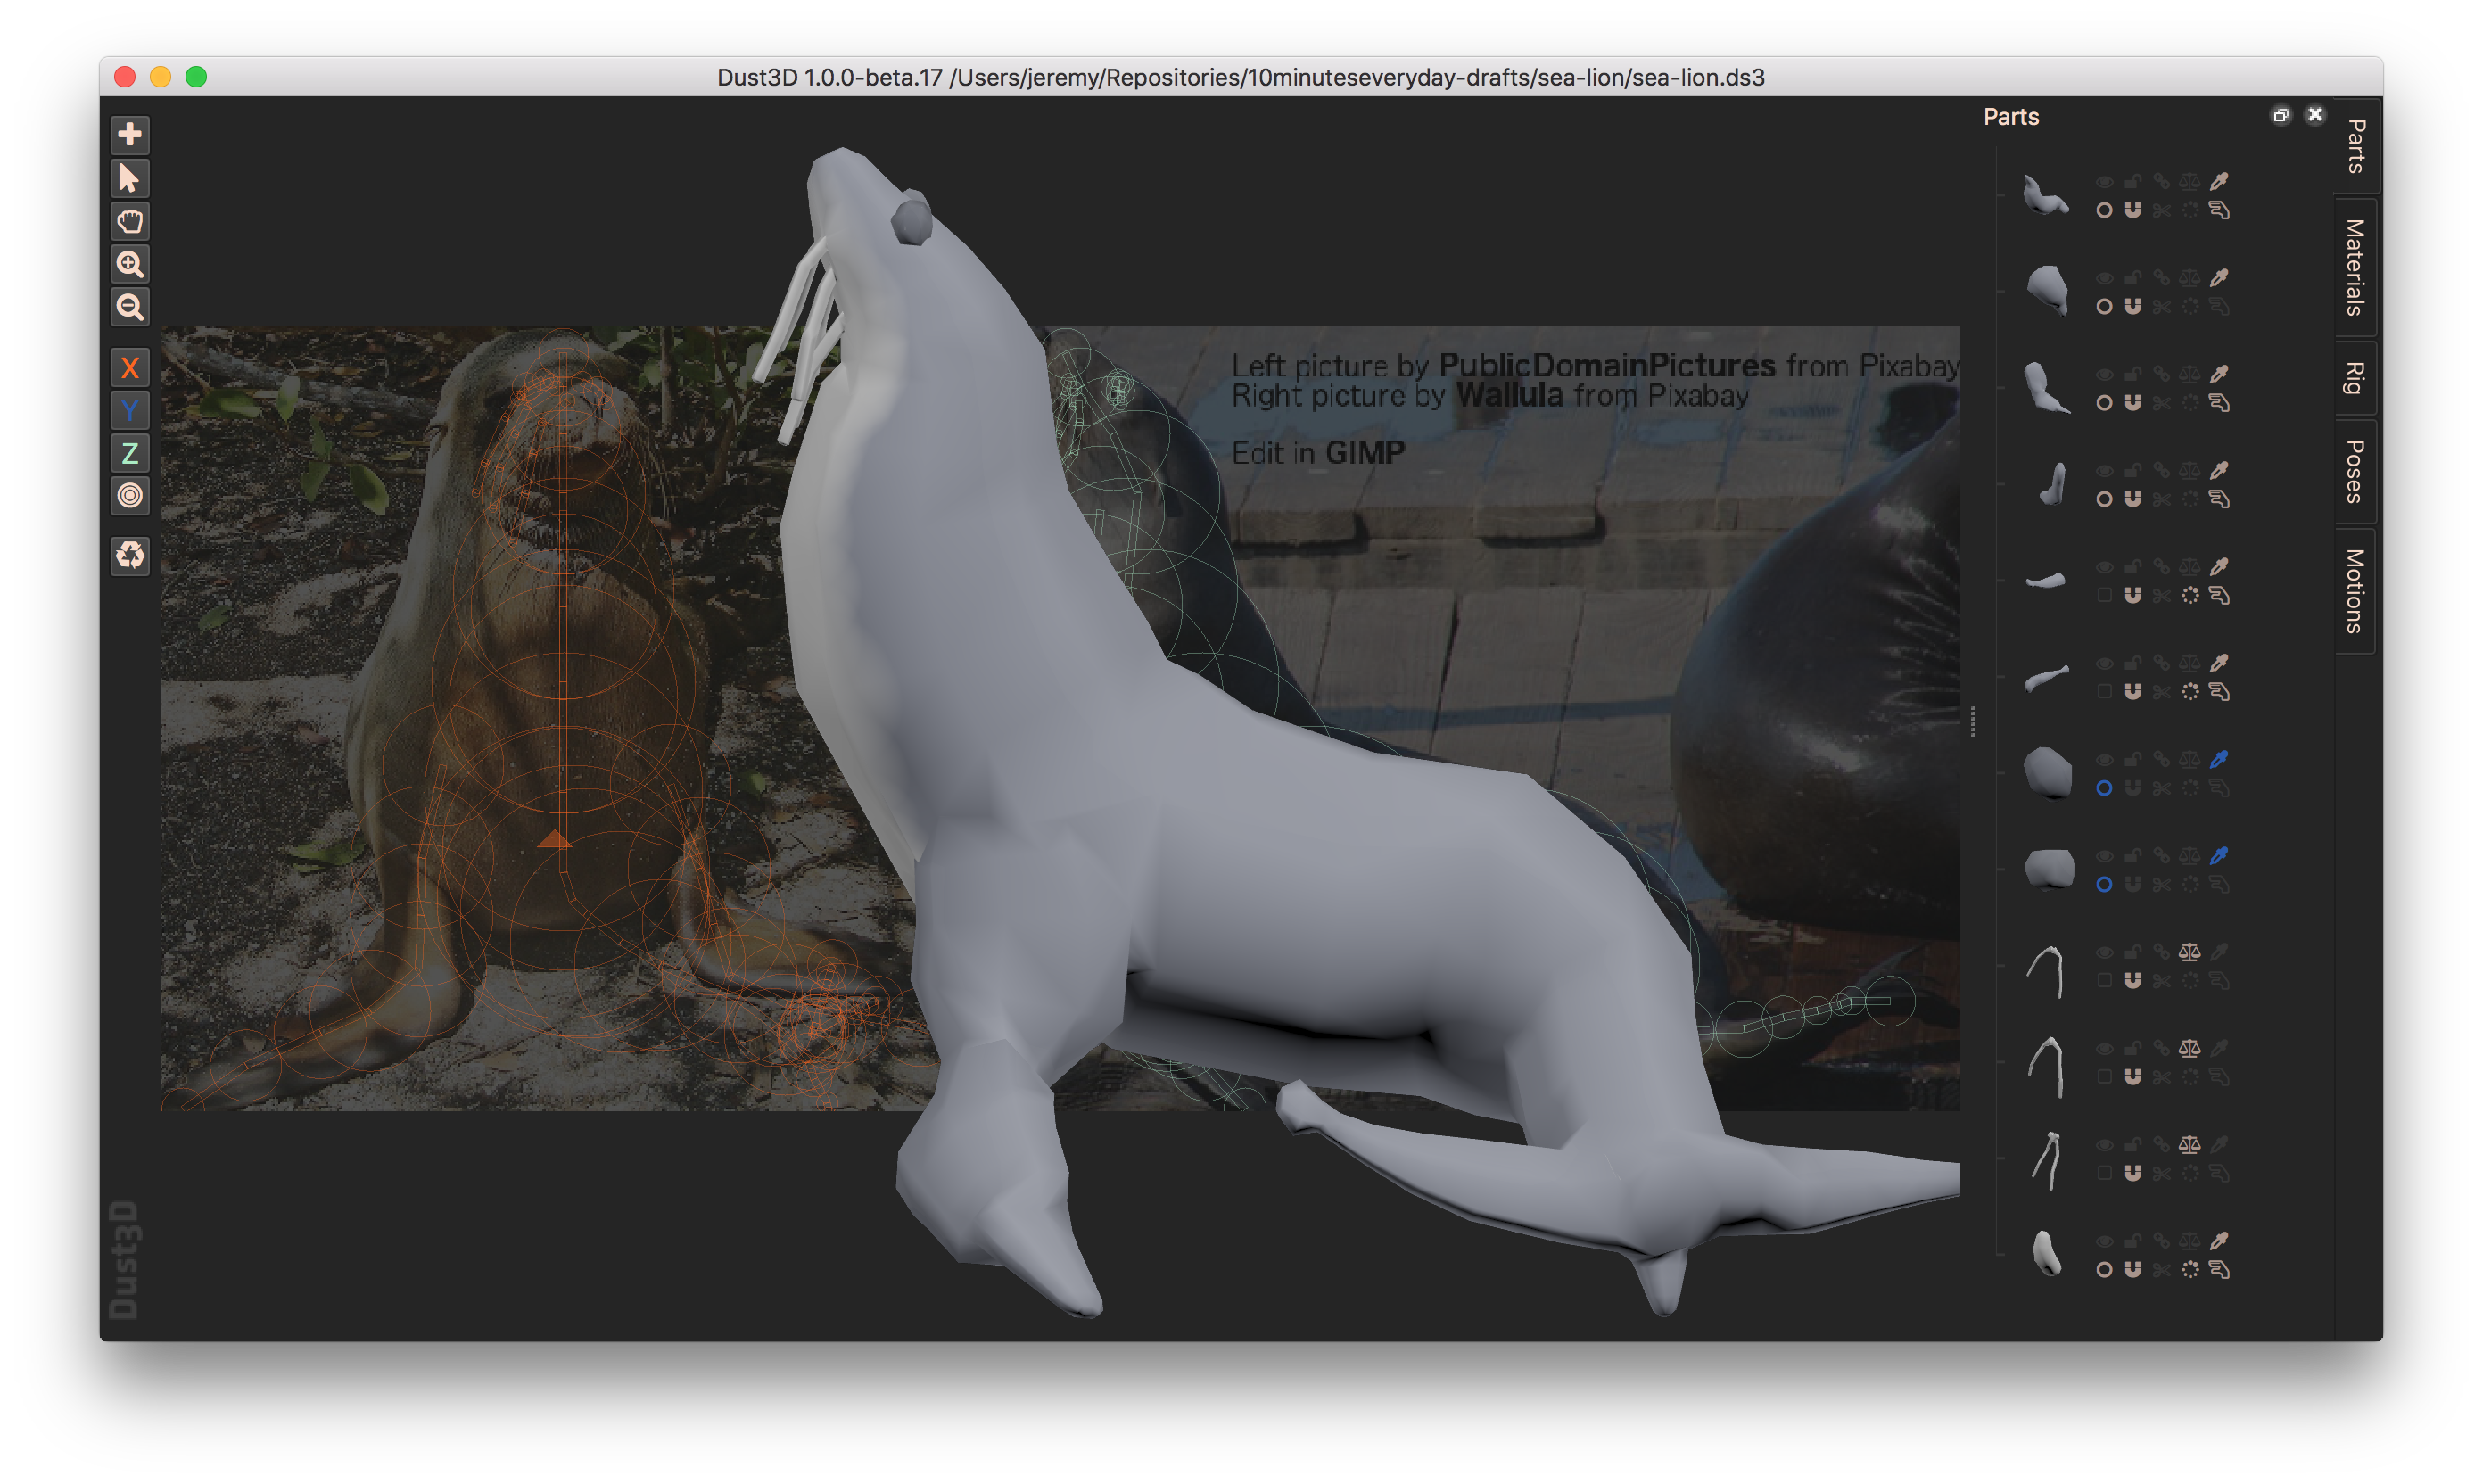 Dust3D 1.0.0-beta.17 /Users/jeremy/Repositories/10minuteseveryday-drafts/sea-lion/sea-lion.ds3
Parts
Parts
Materials
Rig
Poses
Motions
X
Y
Z
Left picture by PublicDomainPictures from Pixabay
Right picture by Wallula from Pixabay
Edit in GIMP
Dust3D